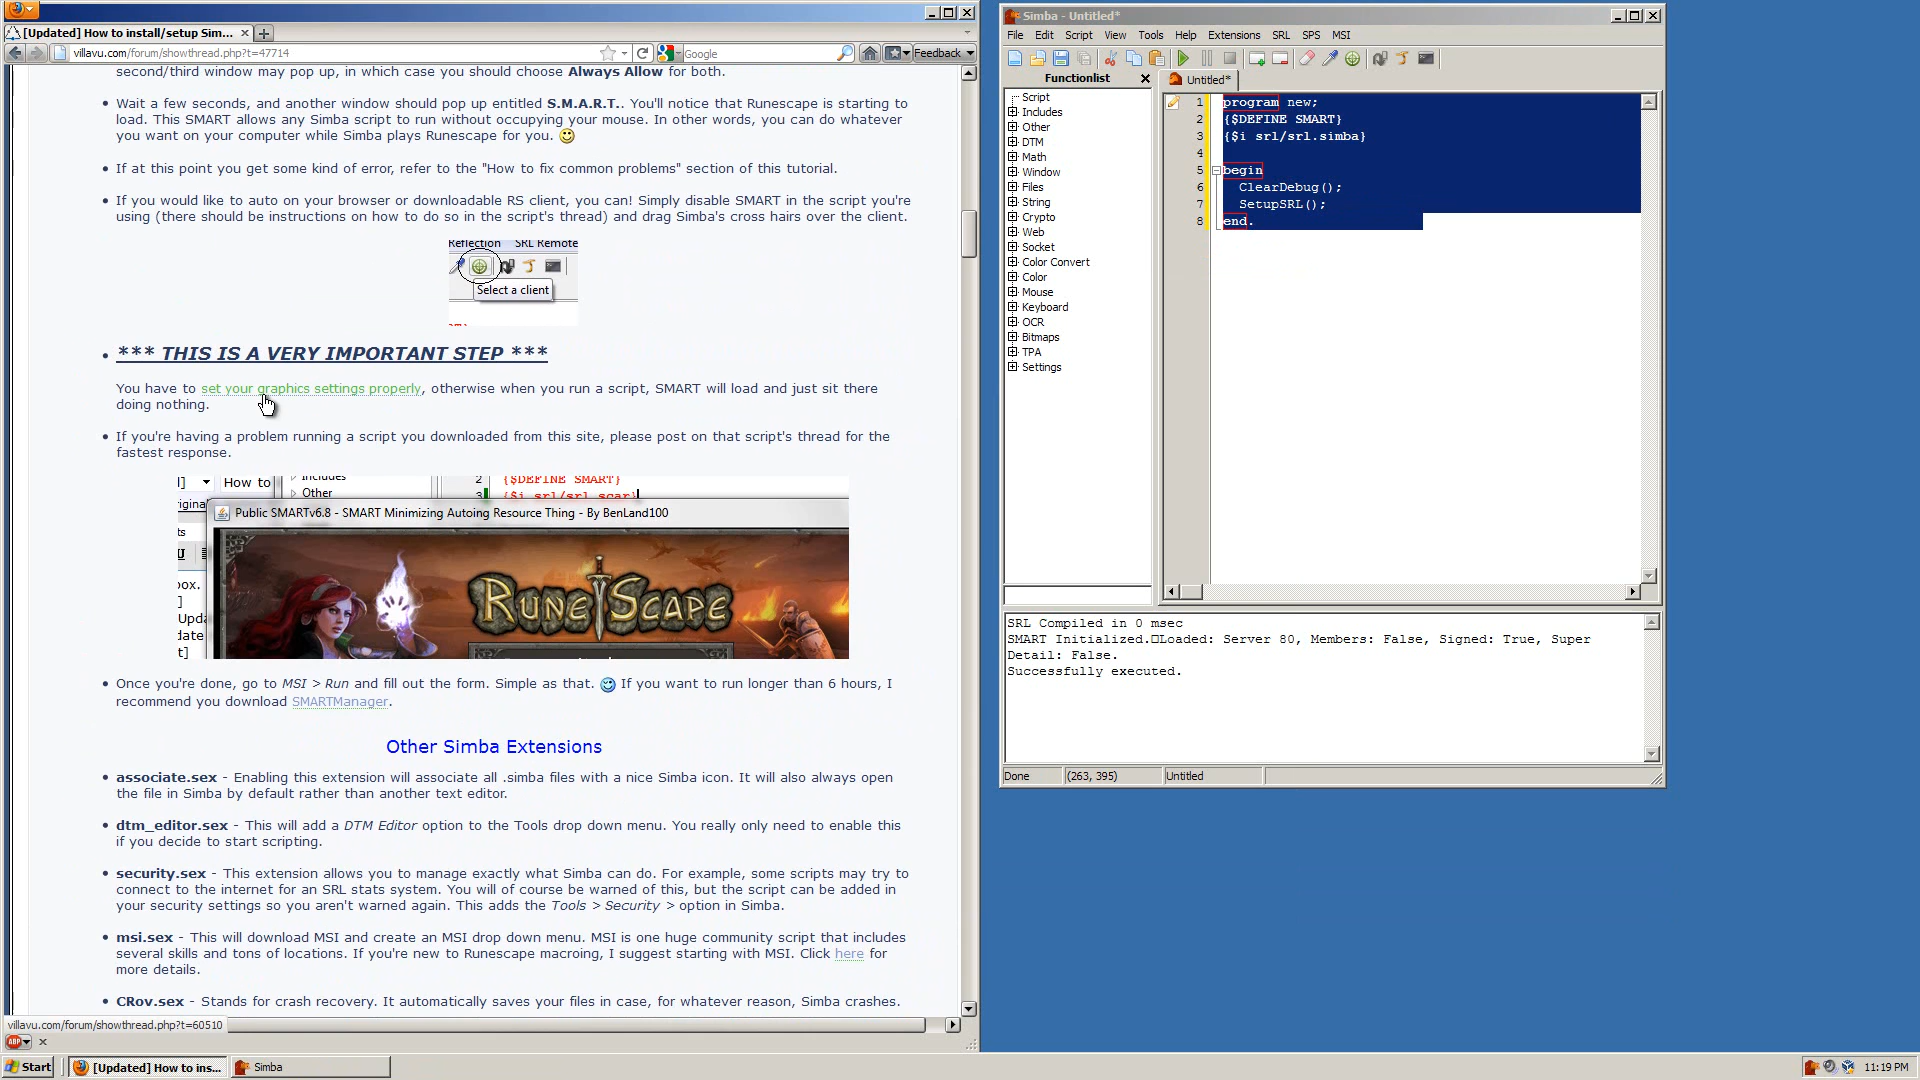 [Updated] How to install/setup Sim...
villavu.com/forum/showthread.php?t=47714
Google
Feedback
second/third window may pop up, in which case you should choose Always Allow for both.
Wait a few seconds, and another window should pop up entitled S.M.A.R.T.. You'll notice that Runescape is starting to
load. This SMART allows any Simba script to run without occupying your mouse. In other words, you can do whatever
you want on your computer while Simba plays Runescape for you.
If at this point you get some kind of error, refer to the "How to fix common problems" section of this tutorial.
If you would like to auto on your browser or downloadable RS client, you can! Simply disable SMART in the script you're
using (there should be instructions on how to do so in the script's thread) and drag Simba's cross hairs over the client.
Reflection SRL Remote
Select a client
*** THIS IS A VERY IMPORTANT STEP ***
You have to set your graphics settings properly, otherwise when you run a script, SMART will load and just sit there
doing nothing.
If you're having a problem running a script you downloaded from this site, please post on that script's thread for the
fastest response.
How to
Includes
Other
2 {$DEFINE SMART}
3 {$i srl/srl.scar}
Public SMARTv6.8 - SMART Minimizing Autoing Resource Thing - By BenLand100
RUNESCAPE
Once you're done, go to MSI > Run and fill out the form. Simple as that. If you want to run longer than 6 hours, I
recommend you download SMARTManager.
Other Simba Extensions
associate.sex - Enabling this extension will associate all .simba files with a nice Simba icon. It will also always open
the file in Simba by default rather than another text editor.
dtm_editor.sex - This will add a DTM Editor option to the Tools drop down menu. You really only need to enable this
if you decide to start scripting.
security.sex - This extension allows you to manage exactly what Simba can do. For example, some scripts may try to
connect to the internet for an SRL stats system. You will of course be warned of this, but the script can be added in
your security settings so you aren't warned again. This adds the Tools > Security > option in Simba.
msi.sex - This will download MSI and create an MSI drop down menu. MSI is one huge community script that includes
several skills and tons of locations. If you're new to Runescape macroing, I suggest starting with MSI. Click here for
more details.
CRov.sex - Stands for crash recovery. It automatically saves your files in case, for whatever reason, Simba crashes.
villavu.com/forum/showthread.php?t=60510
ABP
Simba - Untitled*
File Edit Script View Tools Help Extensions SRL SPS MSI
Functionlist
Untitled*
Script
Includes
Other
DTM
Math
Window
Files
String
Crypto
Web
Socket
Color Convert
Color
Mouse
Keyboard
OCR
Bitmaps
TPA
Settings
1 program new;
2 {$DEFINE SMART}
3 {$i srl/srl.simba}
4
5 begin
6 ClearDebug();
7 SetupSRL();
8 end.
SRL Compiled in 0 msec
SMART Initialized.□Loaded: Server 80, Members: False, Signed: True, Super
Detail: False.
Successfully executed.
Done (263, 395) Untitled
Start
[Updated] How to ins...
Simba
11:19 PM